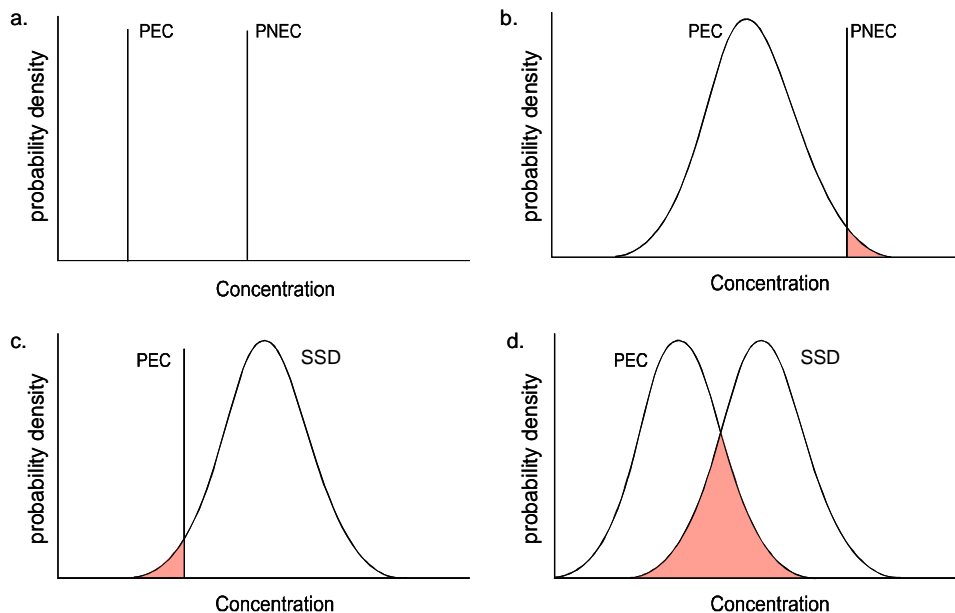 a.
PEC
PNEC
probability density
Concentration
b.
PEC
PNEC
probability density
Concentration
c.
PEC
SSD
probability density
Concentration
d.
PEC
SSD
probability density
Concentration